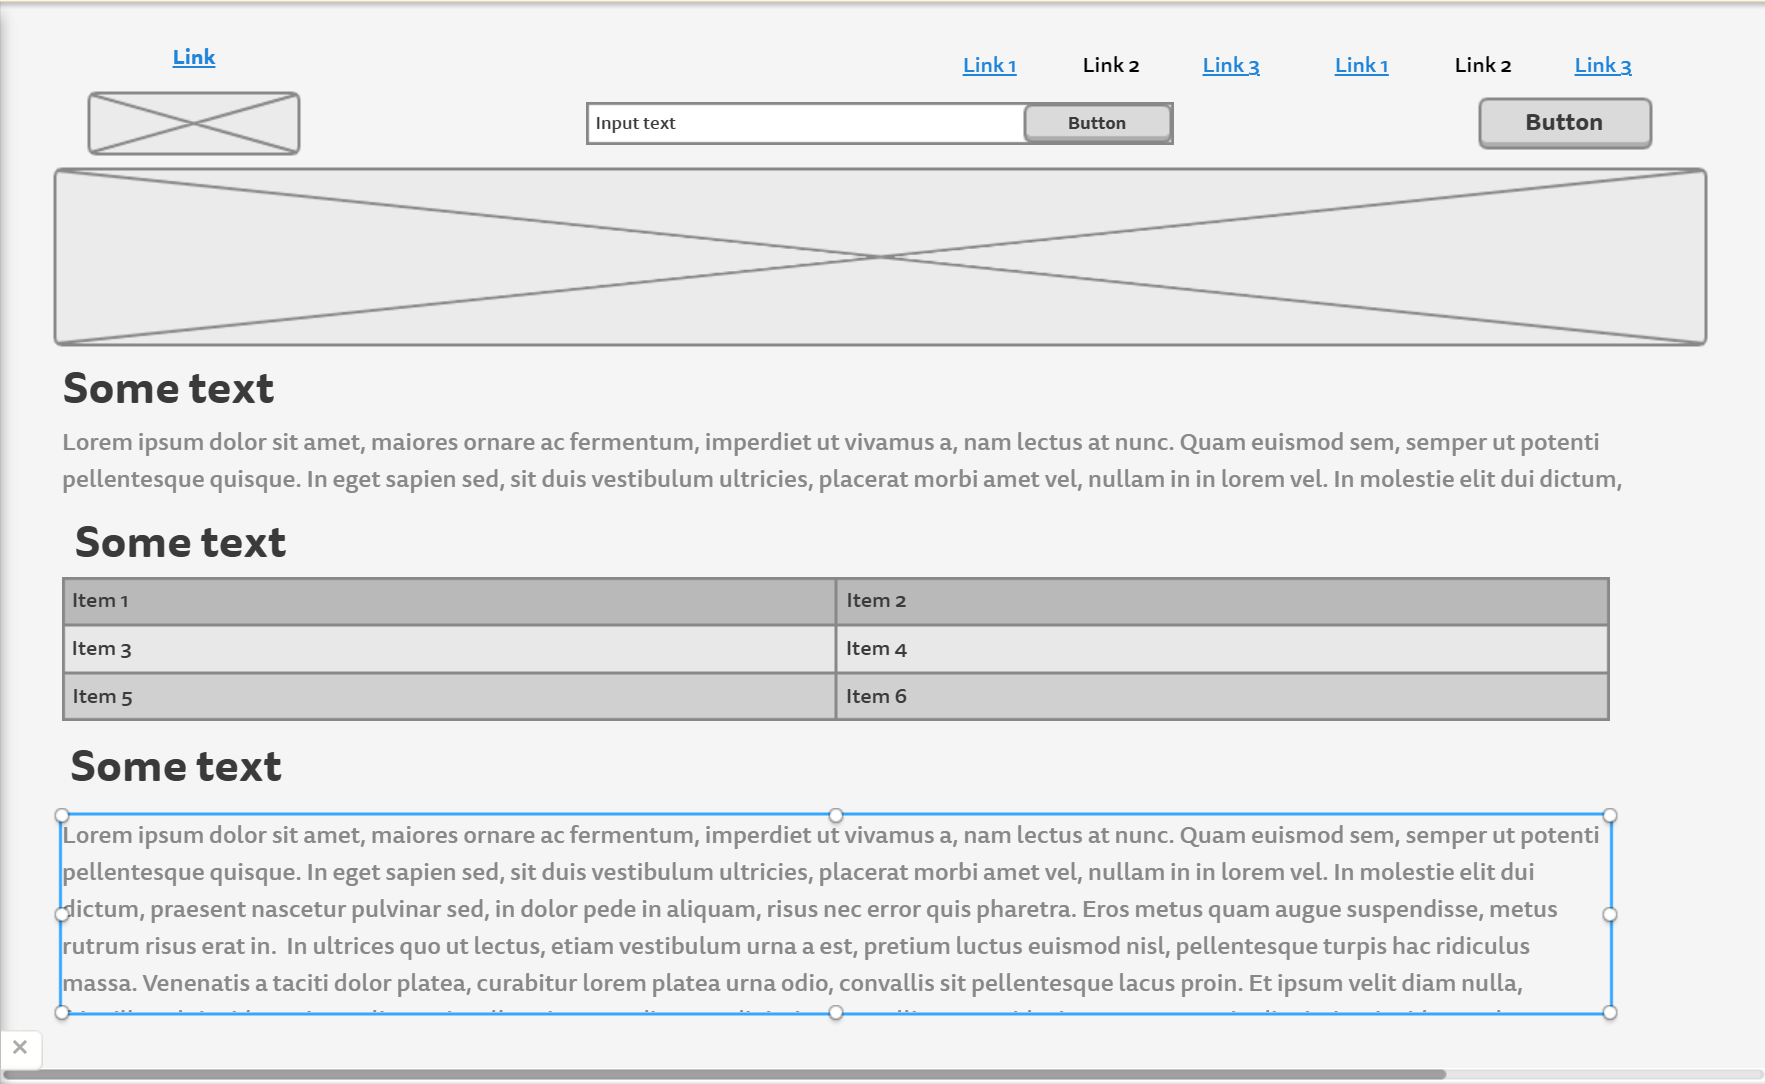 Link
Link 1 Link 2 Link 3 Link 1 Link 2 Link 3
Input text Button Button
Some text
Lorem ipsum dolor sit amet, maiores ornare ac fermentum, imperdiet ut vivamus a, nam lectus at nunc. Quam euismod sem, semper ut potenti
pellentesque quisque. In eget sapien sed, sit duis vestibulum ultricies, placerat morbi amet vel, nullam in in lorem vel. In molestie elit dui dictum,
Some text
Item 1 Item 2
Item 3 Item 4
Item 5 Item 6
Some text
Lorem ipsum dolor sit amet, maiores ornare ac fermentum, imperdiet ut vivamus a, nam lectus at nunc. Quam euismod sem, semper ut potenti
pellentesque quisque. In eget sapien sed, sit duis vestibulum ultricies, placerat morbi amet vel, nullam in in lorem vel. In molestie elit dui
dictum, praesent nascetur pulvinar sed, in dolor pede in aliquam, risus nec error quis pharetra. Eros metus quam augue suspendisse, metus
rutrum risus erat in.  In ultrices quo ut lectus, etiam vestibulum urna a est, pretium luctus euismod nisl, pellentesque turpis hac ridiculus
massa. Venenatis a taciti dolor platea, curabitur lorem platea urna odio, convallis sit pellentesque lacus proin. Et ipsum velit diam nulla,